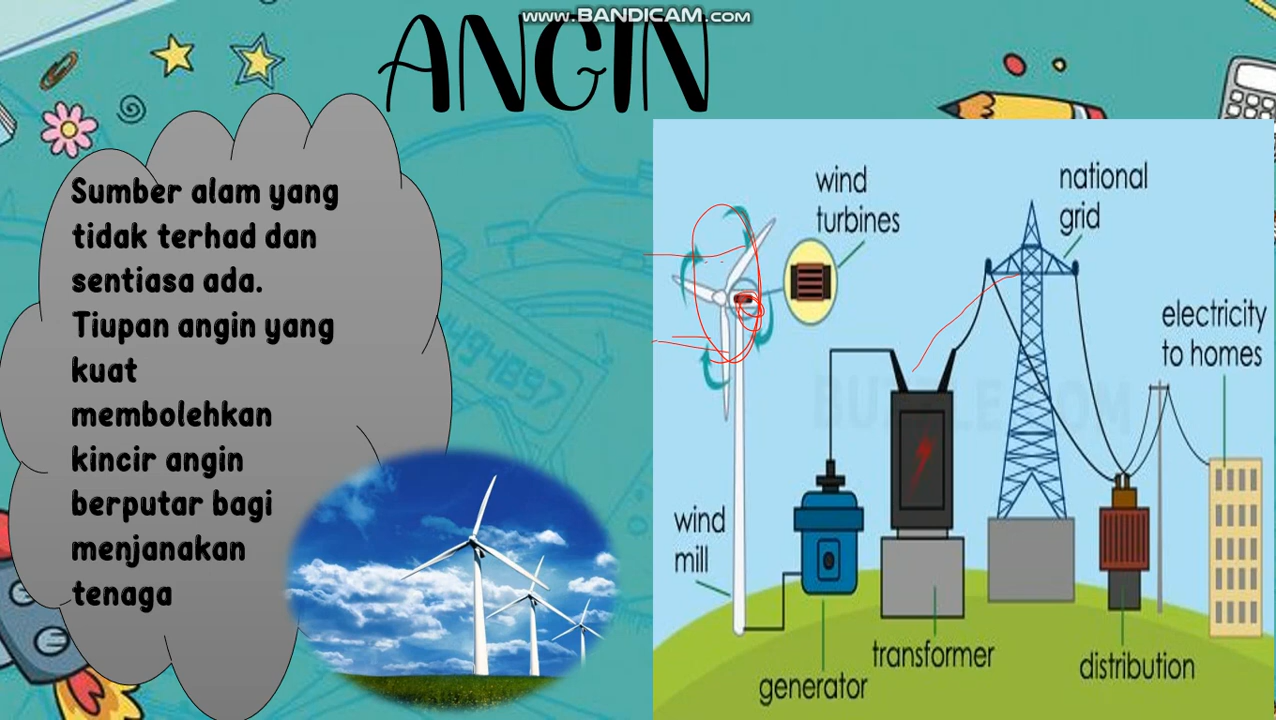 www.BANDICAM.com
ANGIN
Sumber alam yang
tidak terhad dan
sentiasa ada.
Tiupan angin yang
kuat
membolehkan
kincir angin
berputar bagi
menjanakan
tenaga
wind
turbines
national
grid
electricity
to homes
wind
mill
generator
transformer
distribution